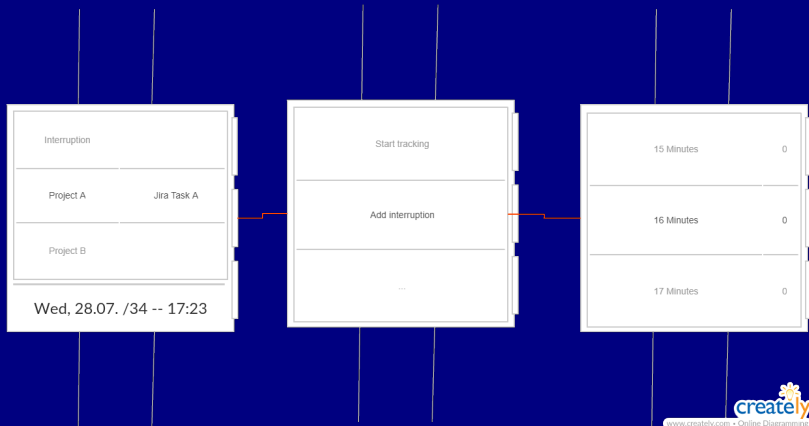 Interruption
Project A Jira Task A
Project B
Wed, 28.07. /34 -- 17:23
Start tracking
Add interruption
...
15 Minutes 0
16 Minutes 0
17 Minutes 0
creately
www.creately.com • Online Diagramming